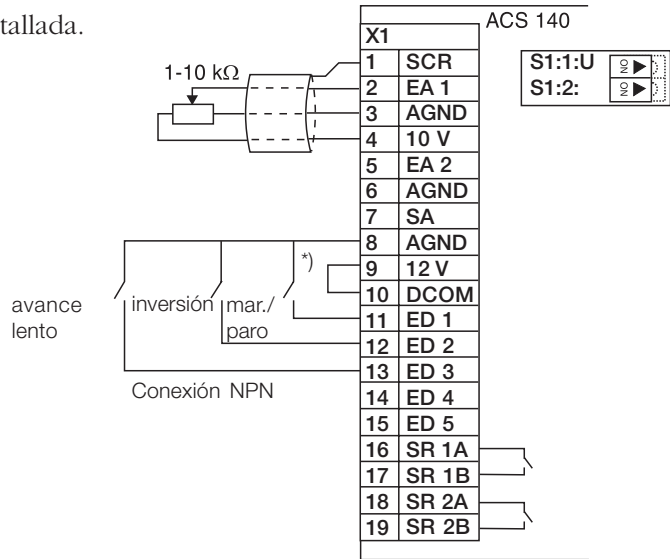 tallada.
ACS 140
X1
1 SCR
2 EA 1
3 AGND
4 10 V
5 EA 2
6 AGND
7 SA
8 AGND
9 12 V
10 DCOM
11 ED 1
12 ED 2
13 ED 3
14 ED 4
15 ED 5
16 SR 1A
17 SR 1B
18 SR 2A
19 SR 2B
S1:1:U ON
S1:2: ON
1-10 kΩ
*)
avance
lento
inversión
mar./
paro
Conexión NPN